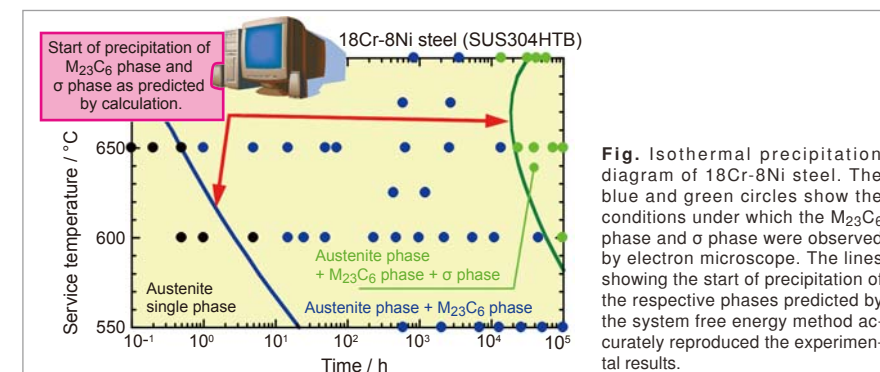 18Cr-8Ni steel (SUS304HTB)
Start of precipitation of
M23C6 phase and
σ phase as predicted
by calculation.
Service temperature / °C
650
600
550
Austenite
single phase
Austenite phase
+ M23C6 phase + σ phase
Austenite phase + M23C6 phase
10-1
100
101
102
103
104
105
Time / h
Fig. Isothermal precipitation
diagram of 18Cr-8Ni steel. The
blue and green circles show the
conditions under which the M23C6
phase and σ phase were observed
by electron microscope. The lines
showing the start of precipitation of
the respective phases predicted by
the system free energy method ac-
curately reproduced the experimen-
tal results.